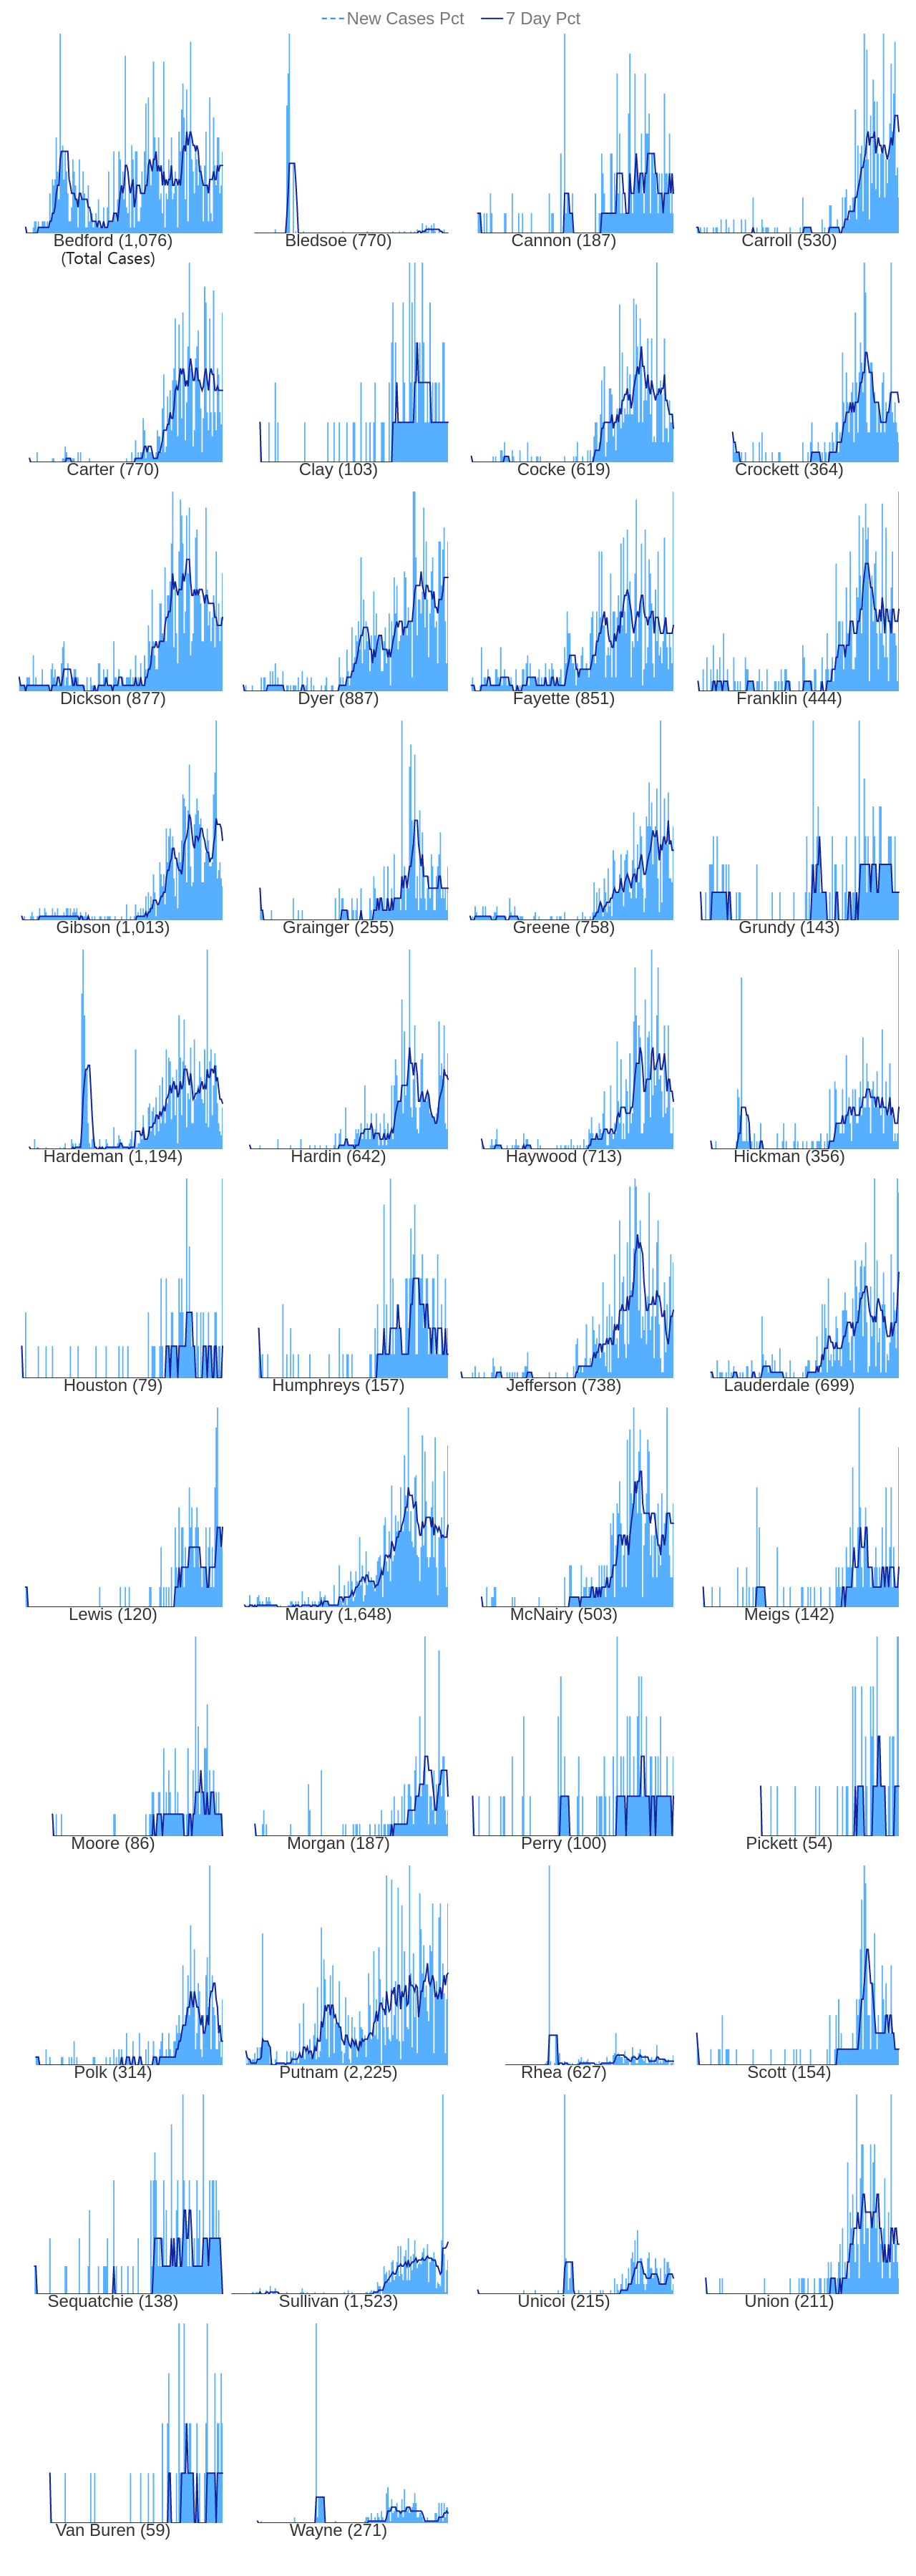 New Cases Pct 7 Day Pct
Bedford (1,076) Bledsoe (770) Cannon (187) Carroll (530)
(Total Cases)
Carter (770) Clay (103) Cocke (619) Crockett (364)
Dickson (877) Dyer (887) Fayette (851) Franklin (444)
Gibson (1,013) Grainger (255) Greene (758) Grundy (143)
Hardeman (1,194) Hardin (642) Haywood (713) Hickman (356)
Houston (79) Humphreys (157) Jefferson (738) Lauderdale (699)
Lewis (120) Maury (1,648) McNairy (503) Meigs (142)
Moore (86) Morgan (187) Perry (100) Pickett (54)
Polk (314) Putnam (2,225) Rhea (627) Scott (154)
Sequatchie (138) Sullivan (1,523) Unicoi (215) Union (211)
Van Buren (59) Wayne (271)